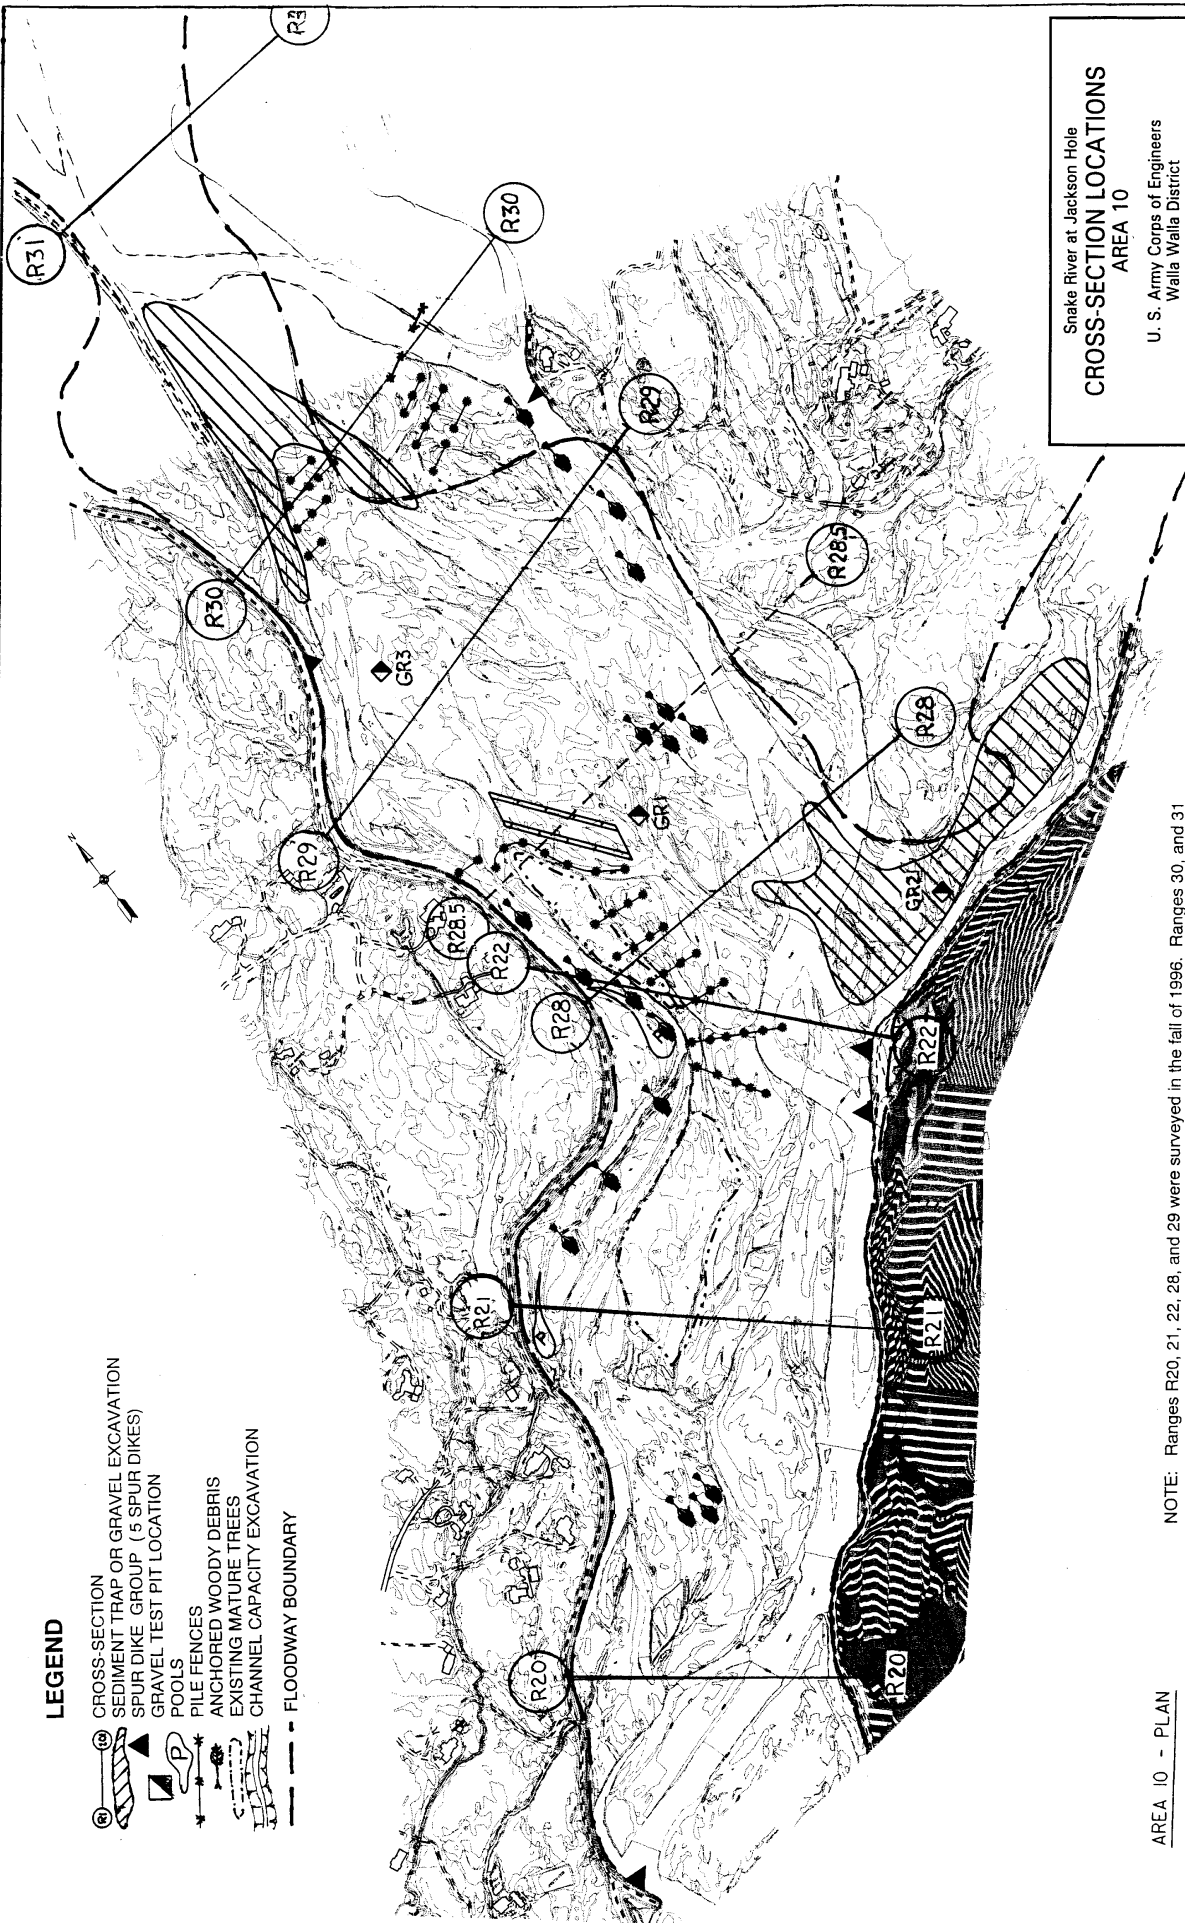 LEGEND
CROSS-SECTION
SEDIMENT TRAP OR GRAVEL EXCAVATION
SPUR DIKE GROUP ( 5 SPUR DIKES)
GRAVEL TEST PIT LOCATION
POOLS
PILE FENCES
ANCHORED WOODY DEBRIS
EXISTING MATURE TREES
CHANNEL CAPACITY EXCAVATION
FLOODWAY BOUNDARY
R1
P
N
R20
R20
R21
R21
R22
R22
R28
R28
R28.5
R28.5
R29
R29
R30
R30
R31
GR1
GR2
GR3
P
P
Snake River at Jackson Hole
CROSS-SECTION LOCATIONS
AREA 10
U. S. Army Corps of Engineers
Walla Walla District
AREA 10 - PLAN
NOTE: Ranges R20, 21, 22, 28, and 29 were surveyed in the fall of 1996. Ranges 30, and 31